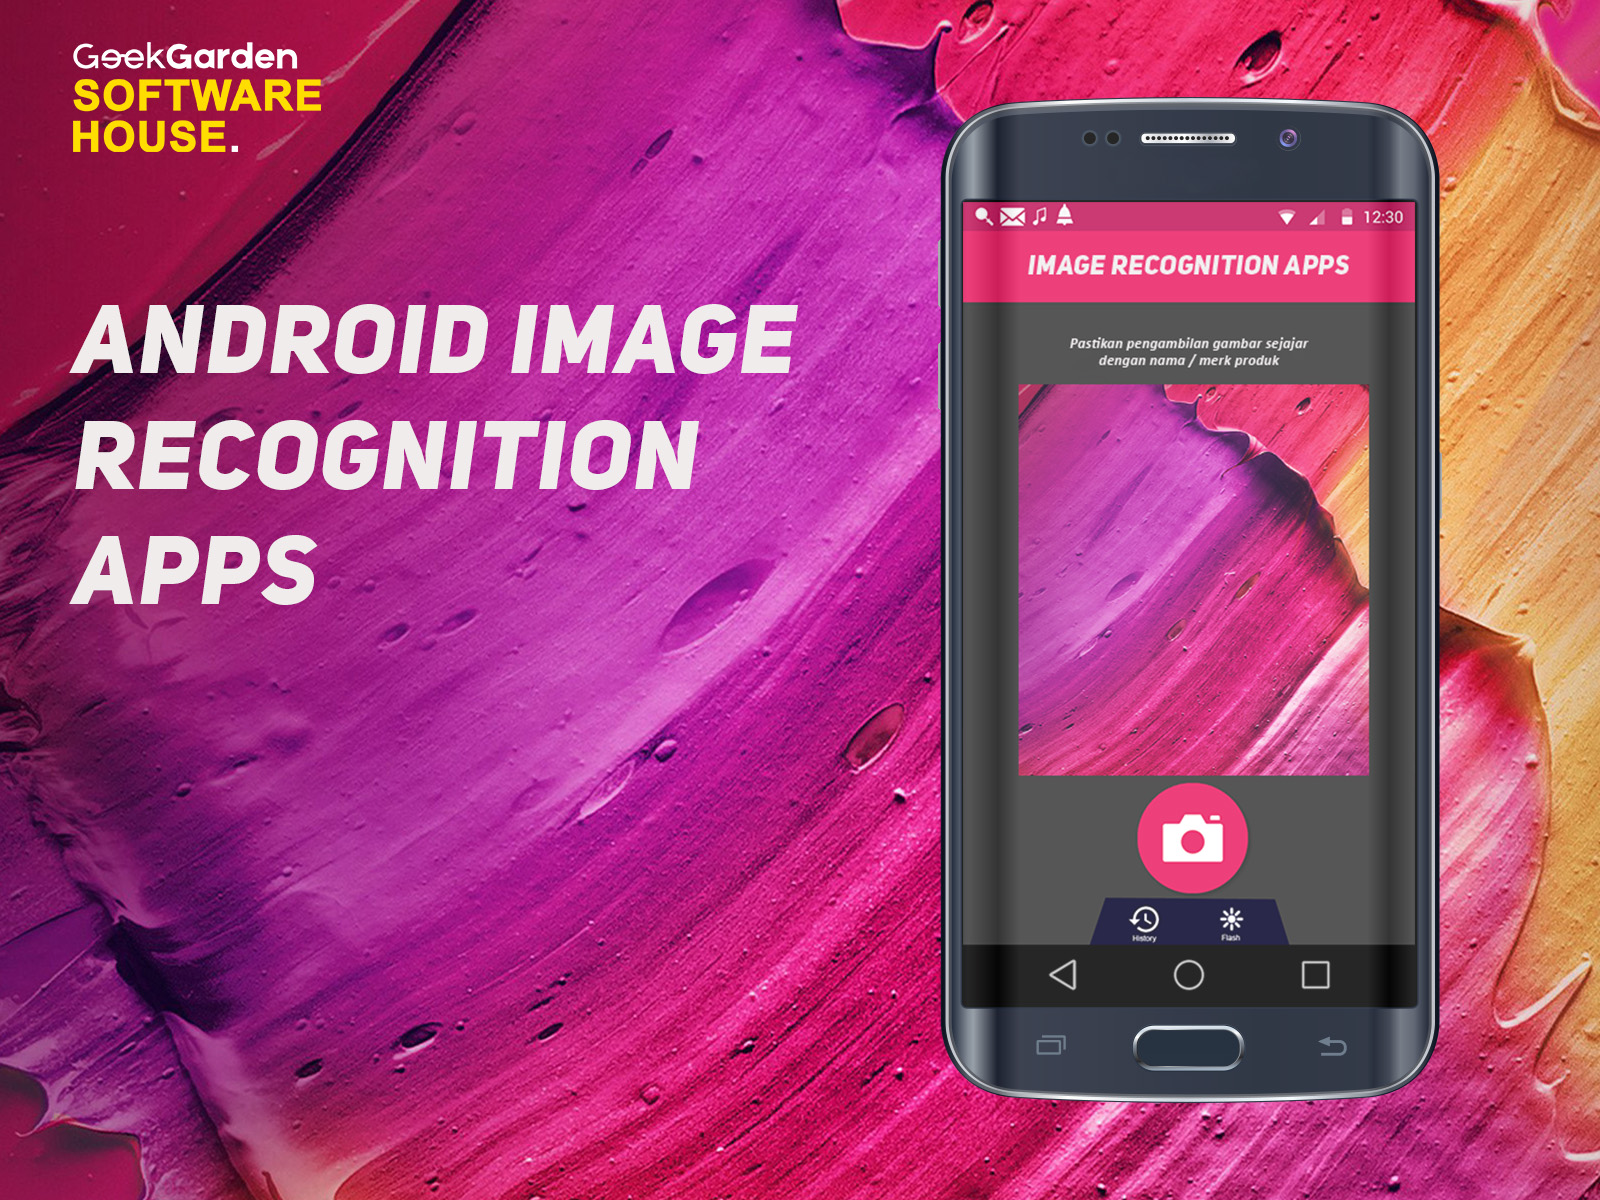 GeekGarden
SOFTWARE
HOUSE.
ANDROID IMAGE
RECOGNITION
APPS
12:30
IMAGE RECOGNITION APPS
Pastikan pengambilan gambar sejajar
dengan nama / merk produk
History
Flash